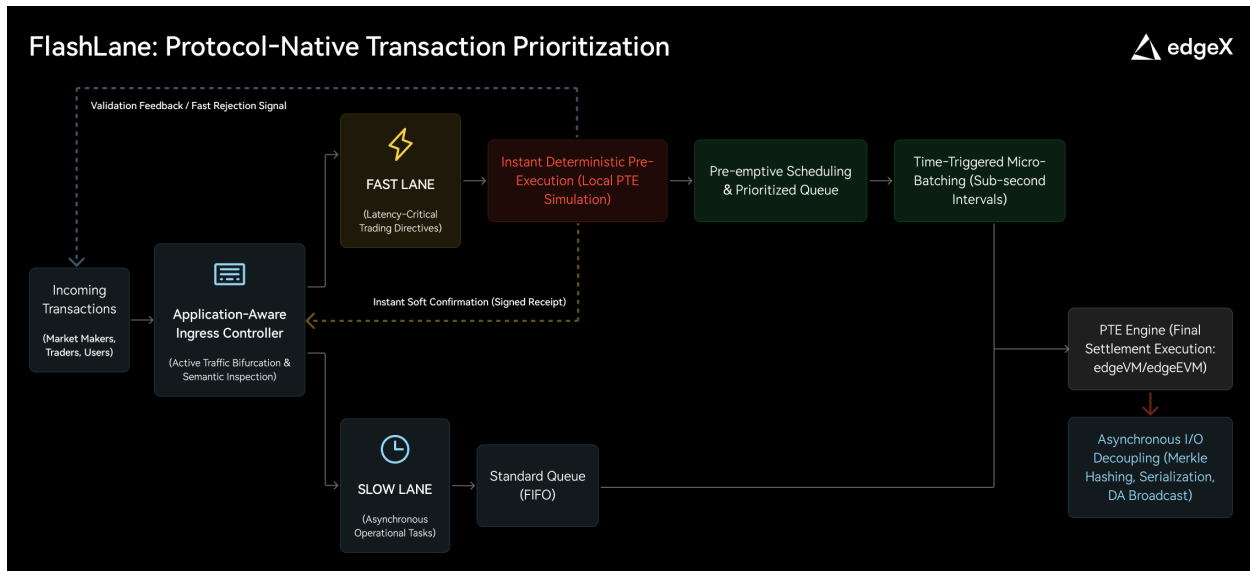 FlashLane: Protocol-Native Transaction Prioritization
edgeX
Validation Feedback / Fast Rejection Signal
FAST LANE
(Latency-Critical
Trading Directives)
Instant Deterministic Pre-
Execution (Local PTE
Simulation)
Pre-emptive Scheduling
& Prioritized Queue
Time-Triggered Micro-
Batching (Sub-second
Intervals)
Incoming
Transactions
(Market Makers,
Traders, Users)
Application-Aware
Ingress Controller
(Active Traffic Bifurcation &
Semantic Inspection)
Instant Soft Confirmation (Signed Receipt)
PTE Engine (Final
Settlement Execution:
edgeVM/edgeEVM)
SLOW LANE
(Asynchronous
Operational Tasks)
Standard Queue
(FIFO)
Asynchronous I/O
Decoupling (Merkle
Hashing, Serialization,
DA Broadcast)